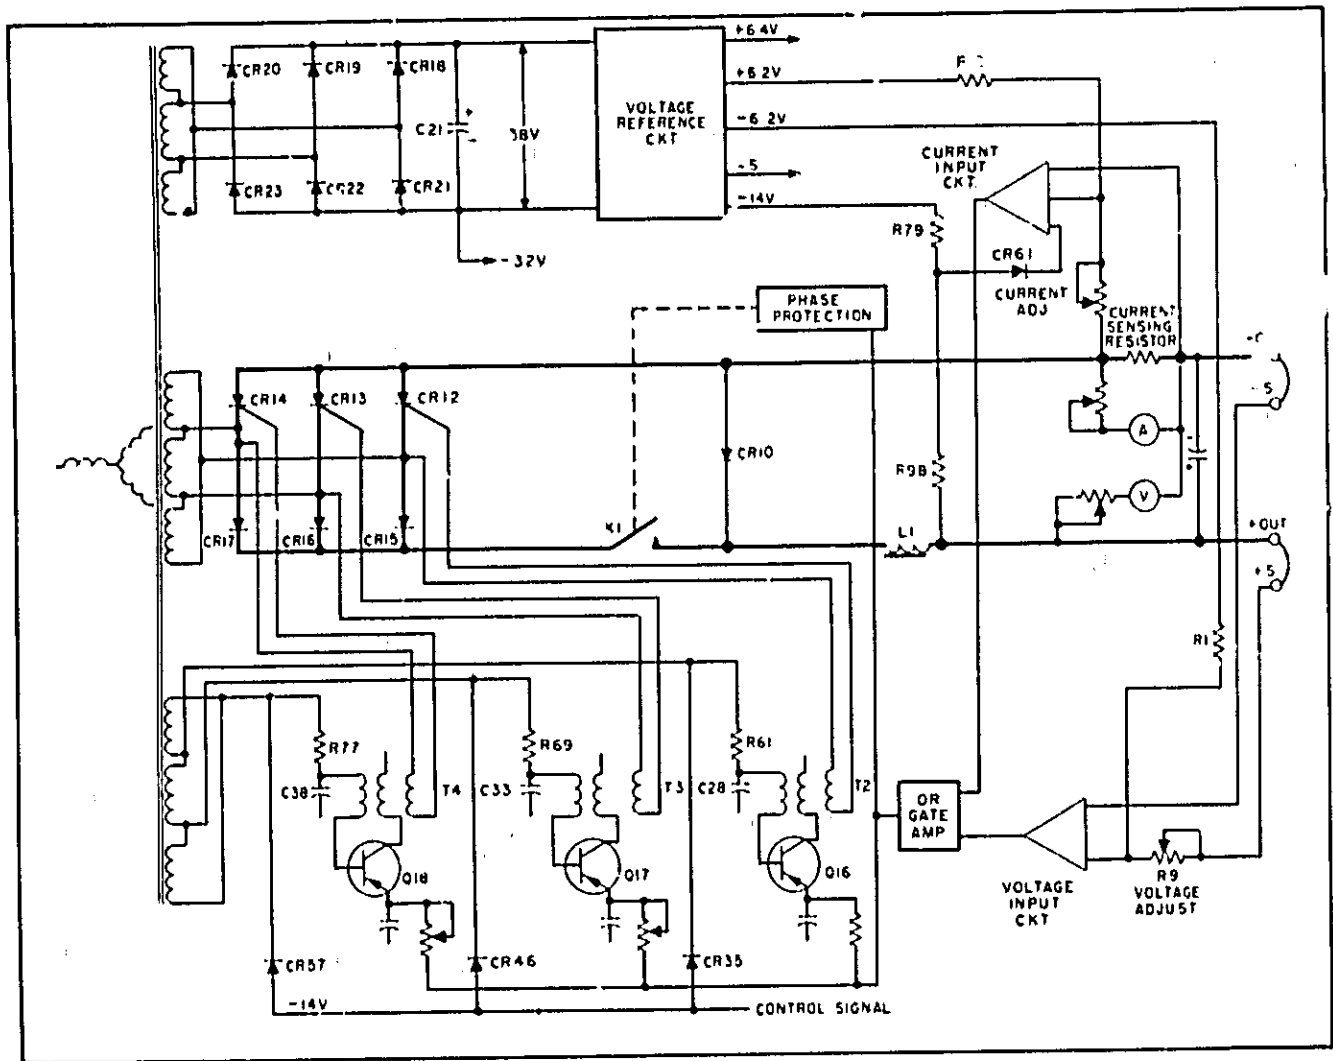 +6.4V
CR20
CR19
CR18
+6.2V
VOLTAGE
REFERENCE
CKT
C21
+
-
-6.2V
CURRENT
INPUT
CKT.
-5
CR23
CR22
CR21
-14V
R79
-32V
CR61
PHASE
PROTECTION
CURRENT
ADJ
CURRENT
SENSING
RESISTOR
CR14
CR13
CR12
A
CR10
R98
V
K1
+OUT
CR17
CR16
CR15
L1
+S
R1
R77
R69
R61
C38
T4
C33
T3
C28
T2
OR
GATE
AMP
Q18
Q17
Q16
R9
VOLTAGE
ADJUST
VOLTAGE
INPUT
CKT
CR57
CR46
CR35
-14V
CONTROL SIGNAL